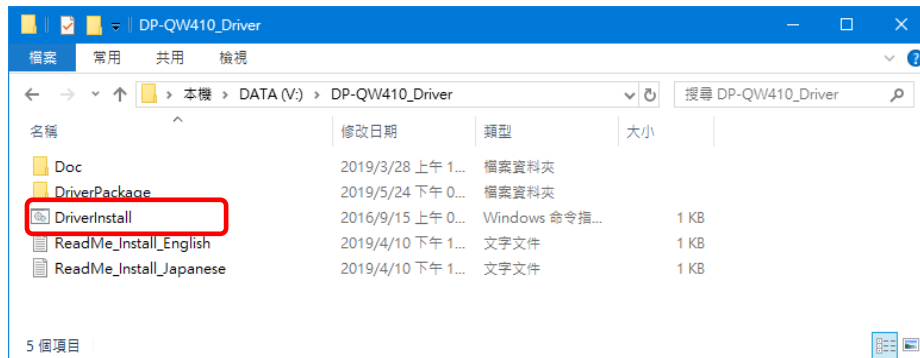 DP-QW410_Driver
檔案 常用 共用 檢視
本機 DATA (V:) DP-QW410_Driver 搜尋 DP-QW410_Driver
名稱 修改日期 類型 大小
Doc 2019/3/28 上午 1... 檔案資料夾
DriverPackage 2019/5/24 下午 0... 檔案資料夾
DriverInstall 2016/9/15 上午 0... Windows 命令指... 1 KB
ReadMe_Install_English 2019/4/10 下午 1... 文字文件 1 KB
ReadMe_Install_Japanese 2019/4/10 下午 1... 文字文件 1 KB
5 個項目